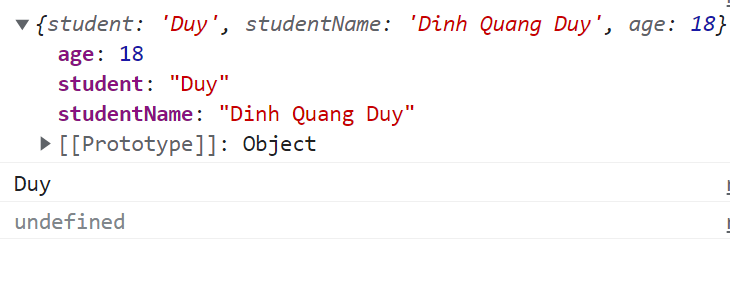 ▼{student: 'Duy', studentName: 'Dinh Quang Duy', age: 18}
age: 18
student: "Duy"
studentName: "Dinh Quang Duy"
▶[[Prototype]]: Object
Duy
undefined